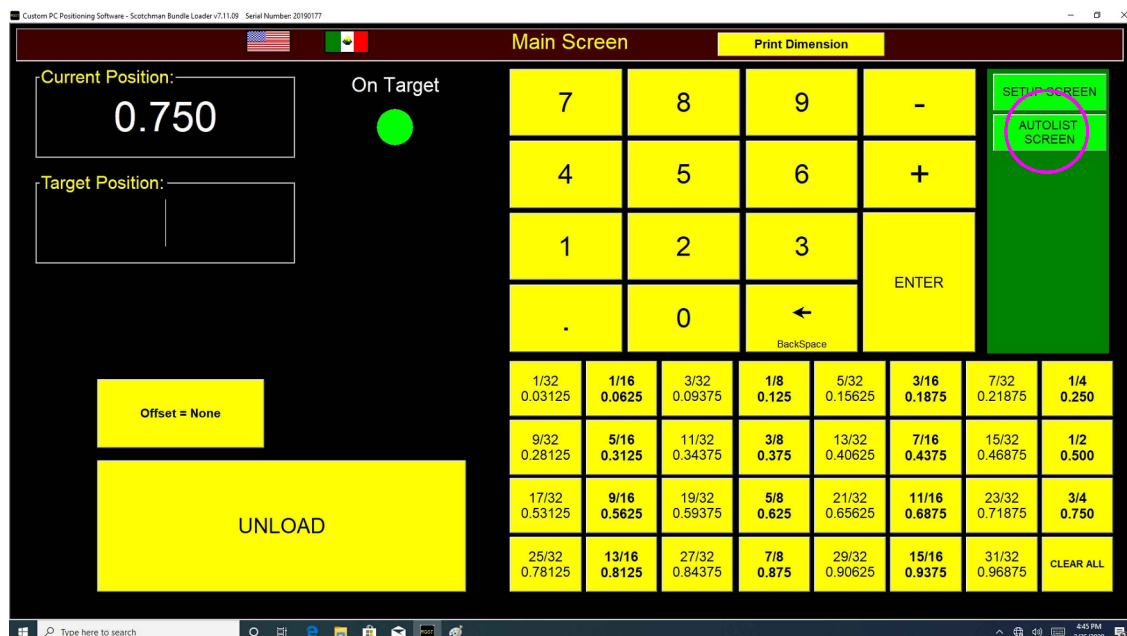 Custom PC Positioning Software - Scotchman Bundle Loader v7.11.09 Serial Number: 20190177
Main Screen
Print Dimension
Current Position:
0.750
On Target
Target Position:
7 8 9 -
4 5 6 +
1 2 3
ENTER
. 0
BackSpace
SETUP SCREEN
AUTOLIST
SCREEN
Offset = None
UNLOAD
1/32 1/16 3/32 1/8 5/32 3/16 7/32 1/4
0.03125 0.0625 0.09375 0.125 0.15625 0.1875 0.21875 0.250
9/32 5/16 11/32 3/8 13/32 7/16 15/32 1/2
0.28125 0.3125 0.34375 0.375 0.40625 0.4375 0.46875 0.500
17/32 9/16 19/32 5/8 21/32 11/16 23/32 3/4
0.53125 0.5625 0.59375 0.625 0.65625 0.6875 0.71875 0.750
25/32 13/16 27/32 7/8 29/32 15/16 31/32
0.78125 0.8125 0.84375 0.875 0.90625 0.9375 0.96875
CLEAR ALL
Type here to search
4:45 PM